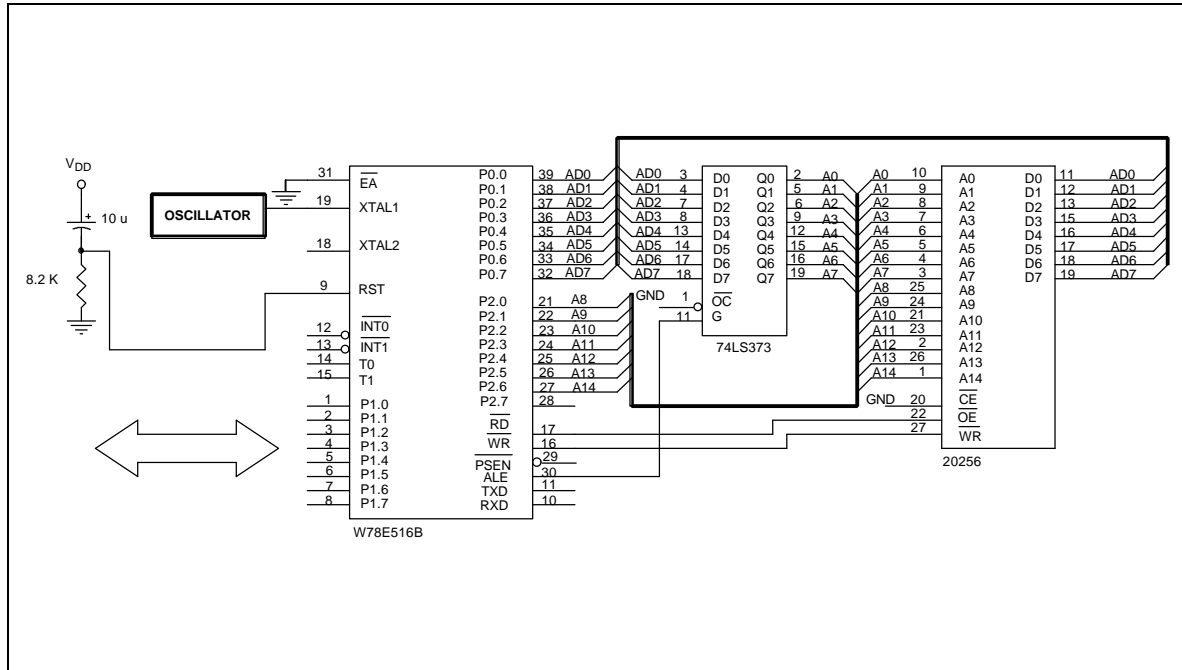 V_DD
10 u
8.2 K
OSCILLATOR
31 EA
19 XTAL1
18 XTAL2
9 RST
12 INT0
13 INT1
14 T0
15 T1
1 P1.0
2 P1.1
3 P1.2
4 P1.3
5 P1.4
6 P1.5
7 P1.6
8 P1.7
P0.0 39 AD0
P0.1 38 AD1
P0.2 37 AD2
P0.3 36 AD3
P0.4 35 AD4
P0.5 34 AD5
P0.6 33 AD6
P0.7 32 AD7
P2.0 21 A8
P2.1 22 A9
P2.2 23 A10
P2.3 24 A11
P2.4 25 A12
P2.5 26 A13
P2.6 27 A14
P2.7 28
RD 17
WR 16
PSEN 29
ALE 30
TXD 11
RXD 10
W78E516B
AD0 3 D0 Q0 2 A0
AD1 4 D1 Q1 5 A1
AD2 7 D2 Q2 6 A2
AD3 8 D3 Q3 9 A3
AD4 13 D4 Q4 12 A4
AD5 14 D5 Q5 15 A5
AD6 17 D6 Q6 16 A6
AD7 18 D7 Q7 19 A7
GND 1 OC
11 G
74LS373
A0 10 A0 D0 11 AD0
A1 9 A1 D1 12 AD1
A2 8 A2 D2 13 AD2
A3 7 A3 D3 15 AD3
A4 6 A4 D4 16 AD4
A5 5 A5 D5 17 AD5
A6 4 A6 D6 18 AD6
A7 3 A7 D7 19 AD7
A8 25 A8
A9 24 A9
A10 21 A10
A11 23 A11
A12 2 A12
A13 26 A13
A14 1 A14
GND 20 CE
22 OE
27 WR
20256